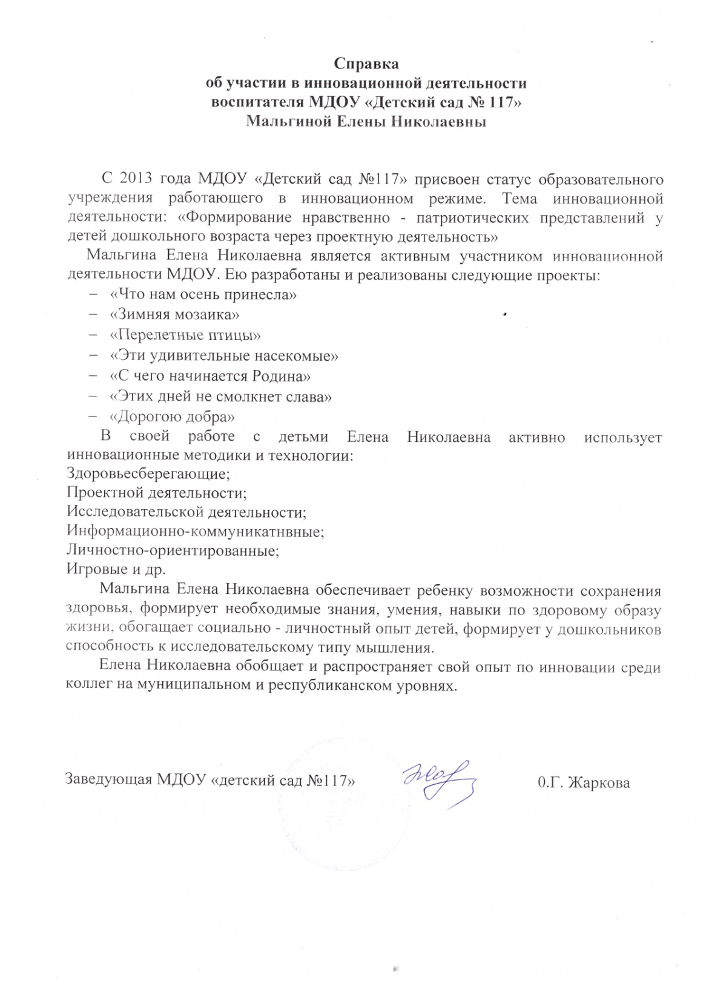 Справка
об участии в инновационной деятельности
воспитателя МДОУ «Детский сад № 117»
Мальгиной Елены Николаевны
С 2013 года МДОУ «Детский сад №117» присвоен статус образовательного
учреждения работающего в инновационном режиме. Тема инновационной
деятельности: «Формирование нравственно - патриотических представлений у
детей дошкольного возраста через проектную деятельность»
Мальгина Елена Николаевна является активным участником инновационной
деятельности МДОУ. Ею разработаны и реализованы следующие проекты:
– «Что нам осень принесла»
– «Зимняя мозаика»
– «Перелетные птицы»
– «Эти удивительные насекомые»
– «С чего начинается Родина»
– «Этих дней не смолкнет слава»
– «Дорогою добра»
В своей работе с детьми Елена Николаевна активно использует
инновационные методики и технологии:
Здоровьесберегающие;
Проектной деятельности;
Исследовательской деятельности;
Информационно-коммуникатнвные;
Личностно-ориентированные;
Игровые и др.
Мальгина Елена Николаевна обеспечивает ребенку возможности сохранения
здоровья, формирует необходимые знания, умения, навыки по здоровому образу
жизни, обогащает социально - личностный опыт детей, формирует у дошкольников
способность к исследовательскому типу мышления.
Елена Николаевна обобщает и распространяет свой опыт по инновации среди
коллег на муниципальном и республиканском уровнях.
Заведующая МДОУ «детский сад №117» 0.Г. Жаркова